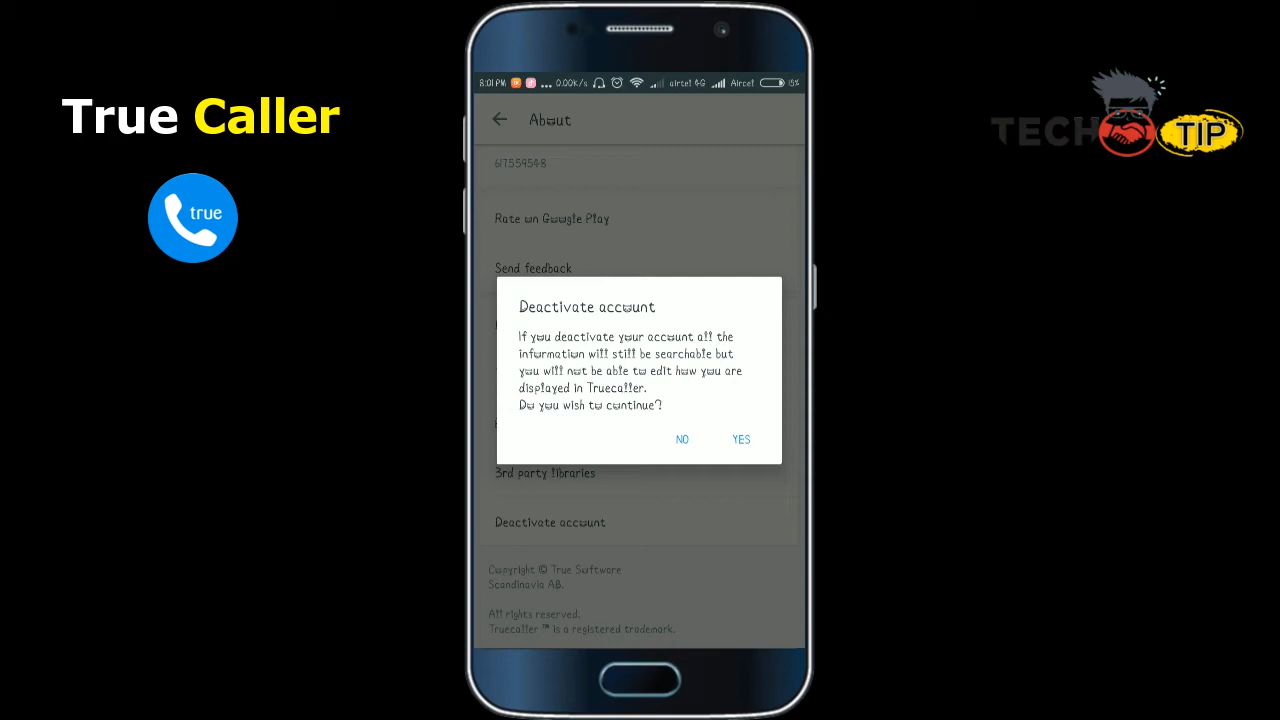 True Caller
true
TECH TIP
8:01 PM ... 0.00K/s airtel 4G Aircel 15%
About
617554548
Rate on Google Play
Send feedback
Deactivate account
If you deactivate your account all the
information will still be searchable but
you will not be able to edit how you are
displayed in Truecaller.
Do you wish to continue?
NO YES
3rd party libraries
Deactivate account
Copyright © True Software
Scandinavia AB.
All rights reserved.
Truecaller ™ is a registered trademark.